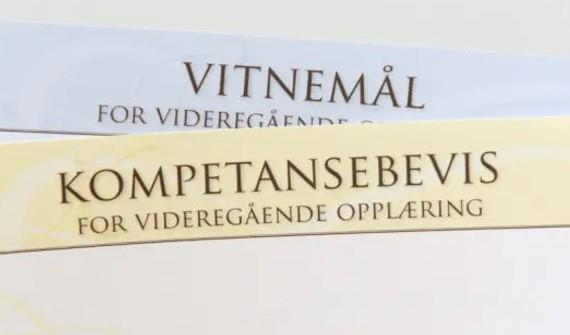 VITNEMÅL
FOR VIDEREGÅENDE
KOMPETANSEBEVIS
FOR VIDEREGÅENDE OPPLÆRING